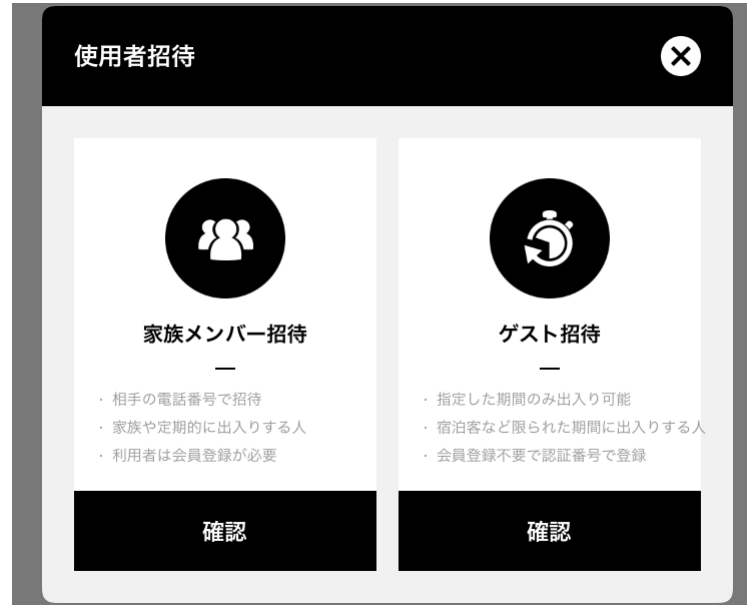 使用者招待
家族メンバー招待
・相手の電話番号で招待
・家族や定期的に出入りする人
・利用者は会員登録が必要
確認
ゲスト招待
・指定した期間のみ出入り可能
・宿泊客など限られた期間に出入りする人
・会員登録不要で認証番号で登録
確認